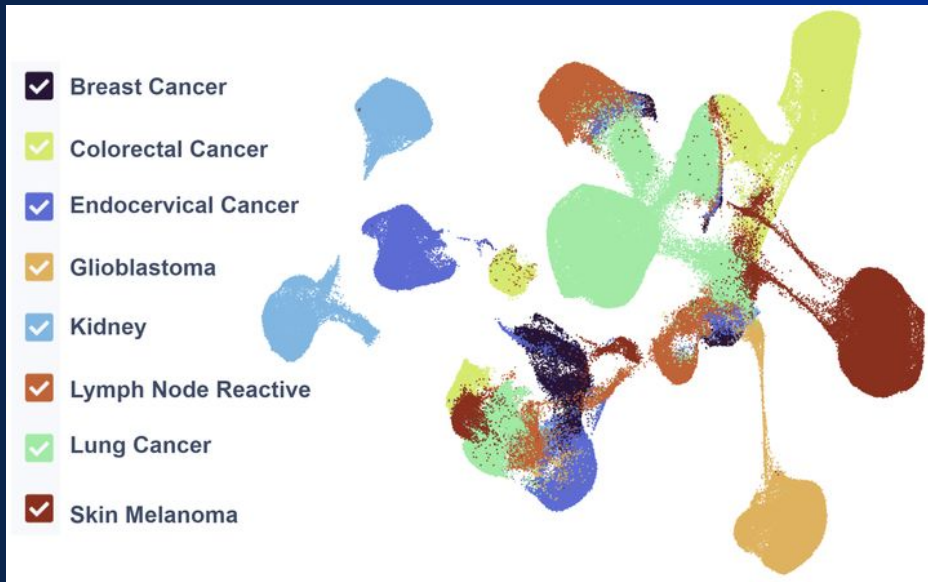 Breast Cancer
Colorectal Cancer
Endocervical Cancer
Glioblastoma
Kidney
Lymph Node Reactive
Lung Cancer
Skin Melanoma